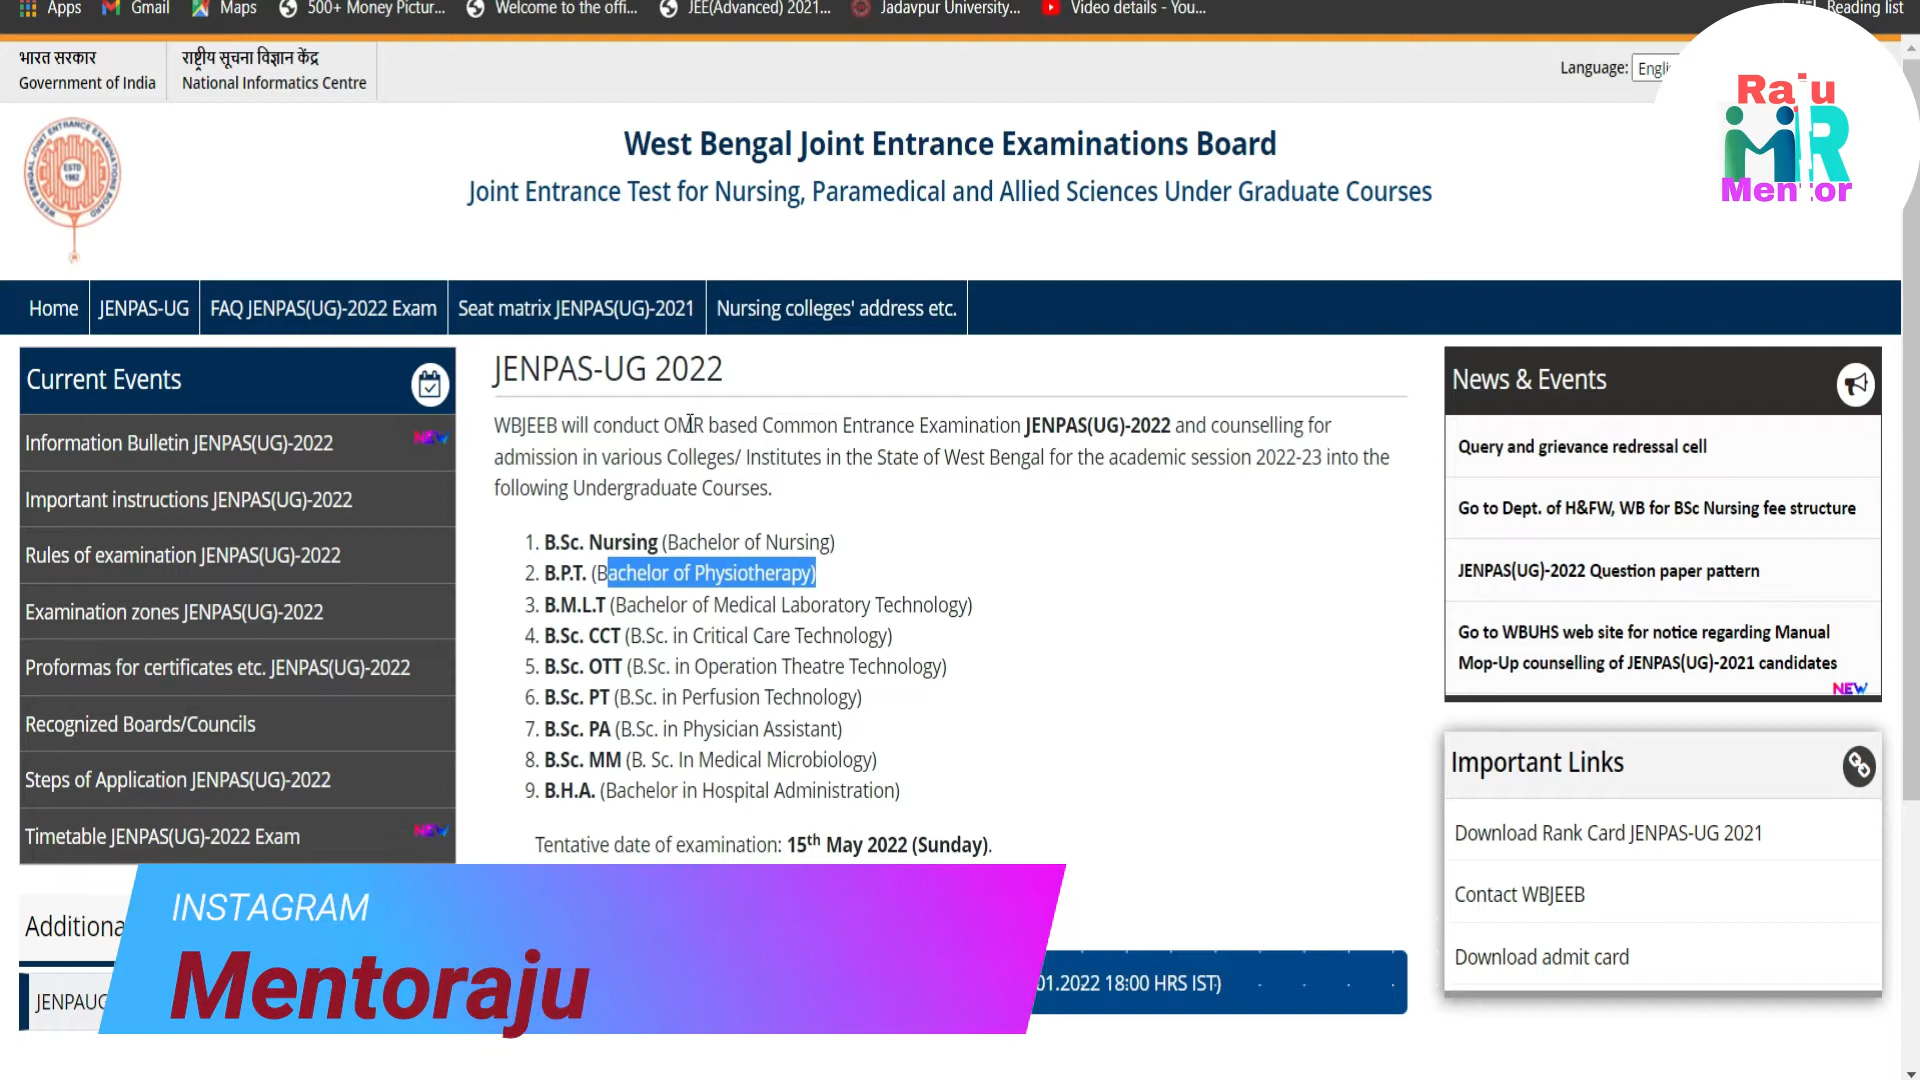 Apps Gmail Maps 500+ Money Pictur... Welcome to the offi... JEE(Advanced) 2021... Jadavpur University... Video details - You... Reading list
भारत सरकार
Government of India
राष्ट्रीय सूचना विज्ञान केंद्र
National Informatics Centre
Language: Engli
Raju
MR
Mentor
WEST BENGAL JOINT ENTRANCE EXAMINATIONS BOARD
ESTD
1962
West Bengal Joint Entrance Examinations Board
Joint Entrance Test for Nursing, Paramedical and Allied Sciences Under Graduate Courses
Home JENPAS-UG FAQ JENPAS(UG)-2022 Exam Seat matrix JENPAS(UG)-2021 Nursing colleges' address etc.
Current Events
Information Bulletin JENPAS(UG)-2022 NEW
Important instructions JENPAS(UG)-2022
Rules of examination JENPAS(UG)-2022
Examination zones JENPAS(UG)-2022
Proformas for certificates etc. JENPAS(UG)-2022
Recognized Boards/Councils
Steps of Application JENPAS(UG)-2022
Timetable JENPAS(UG)-2022 Exam NEW
Additiona
JENPAUG
JENPAS-UG 2022
WBJEEB will conduct OMR based Common Entrance Examination JENPAS(UG)-2022 and counselling for
admission in various Colleges/ Institutes in the State of West Bengal for the academic session 2022-23 into the
following Undergraduate Courses.
1. B.Sc. Nursing (Bachelor of Nursing)
2. B.P.T. (Bachelor of Physiotherapy)
3. B.M.L.T (Bachelor of Medical Laboratory Technology)
4. B.Sc. CCT (B.Sc. in Critical Care Technology)
5. B.Sc. OTT (B.Sc. in Operation Theatre Technology)
6. B.Sc. PT (B.Sc. in Perfusion Technology)
7. B.Sc. PA (B.Sc. in Physician Assistant)
8. B.Sc. MM (B. Sc. In Medical Microbiology)
9. B.H.A. (Bachelor in Hospital Administration)
Tentative date of examination: 15th May 2022 (Sunday).
01.2022 18:00 HRS IST)
News & Events
Query and grievance redressal cell
Go to Dept. of H&FW, WB for BSc Nursing fee structure
JENPAS(UG)-2022 Question paper pattern
Go to WBUHS web site for notice regarding Manual
Mop-Up counselling of JENPAS(UG)-2021 candidates
NEW
Important Links
Download Rank Card JENPAS-UG 2021
Contact WBJEEB
Download admit card
INSTAGRAM
Mentoraju